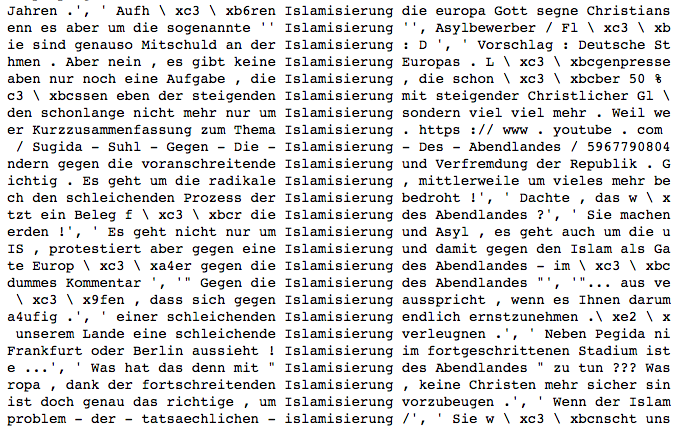 Jahren .', ' Aufh \ xc3 \ xb6ren Islamisierung die europa Gott segne Christians
enn es aber um die sogenannte '' Islamisierung '', Asylbewerber / Fl \ xc3 \ xb
ie sind genauso Mitschuld an der Islamisierung : D ', ' Vorschlag : Deutsche St
hmen . Aber nein , es gibt keine Islamisierung Europas . L \ xc3 \ xbcgenpresse
aben nur noch eine Aufgabe , die Islamisierung , die schon \ xc3 \ xbcber 50 %
c3 \ xbcssen eben der steigenden Islamisierung mit steigender Christlicher Gl \
den schonlange nicht mehr nur um Islamisierung sondern viel viel mehr . Weil we
er Kurzzusammenfassung zum Thema Islamisierung . https :// www . youtube . com
/ Sugida - Suhl - Gegen - Die - Islamisierung - Des - Abendlandes / 5967790804
ndern gegen die voranschreitende Islamisierung und Verfremdung der Republik . G
ichtig . Es geht um die radikale Islamisierung , mittlerweile um vieles mehr be
ch den schleichenden Prozess der Islamisierung bedroht !', ' Dachte , das w \ x
tzt ein Beleg f \ xc3 \ xbcr die Islamisierung des Abendlandes ?', ' Sie machen
erden !', ' Es geht nicht nur um Islamisierung und Asyl , es geht auch um die u
IS , protestiert aber gegen eine Islamisierung und damit gegen den Islam als Ga
te Europ \ xc3 \ xa4er gegen die Islamisierung des Abendlandes - im \ xc3 \ xbc
dummes Kommentar ', '" Gegen die Islamisierung des Abendlandes "', '"... aus ve
\ xc3 \ x9fen , dass sich gegen Islamisierung ausspricht , wenn es Ihnen darum
a4ufig .', ' einer schleichenden Islamisierung endlich ernstzunehmen .\ xe2 \ x
unserem Lande eine schleichende Islamisierung verleugnen .', ' Neben Pegida ni
Frankfurt oder Berlin aussieht ! Islamisierung im fortgeschrittenen Stadium ist
e ...', ' Was hat das denn mit " Islamisierung des Abendlandes " zu tun ??? Was
ropa , dank der fortschreitenden Islamisierung , keine Christen mehr sicher sin
ist doch genau das richtige , um Islamisierung vorzubeugen .', ' Wenn der Islam
problem - der - tatsaechlichen - islamisierung /', ' Sie w \ xc3 \ xbcnscht uns